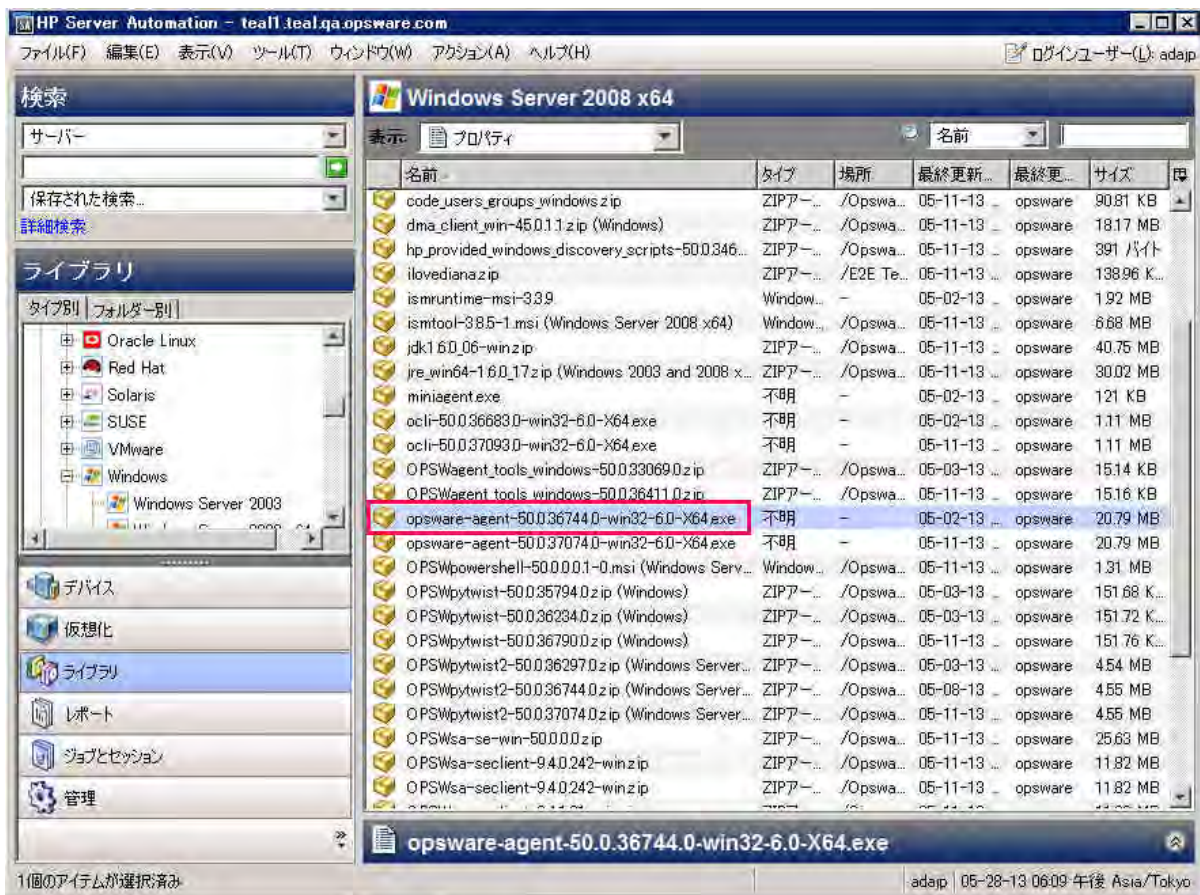 HP Server Automation - teal1.teal.qa.opsware.com
ファイル(F) 編集(E) 表示(V) ツール(T) ウィンドウ(W) アクション(A) ヘルプ(H) ログインユーザー(L): adajp
検索
サーバー
保存された検索...
詳細検索
ライブラリ
タイプ別 フォルダー別
Oracle Linux
Red Hat
Solaris
SUSE
VMware
Windows
Windows Server 2003
デバイス
仮想化
ライブラリ
レポート
ジョブとセッション
管理
Windows Server 2008 x64
表示 プロパティ 名前
名前 タイプ 場所 最終更新... 最終更... サイズ
code_users_groups_windows.zip ZIPアー... /Opswa... 05-11-13 ... opsware 90.81 KB
dma_client_win-45.0.1.1.zip (Windows) ZIPアー... /Opswa... 05-11-13 ... opsware 18.17 MB
hp_provided_windows_discovery_scripts-50.0.346... ZIPアー... /Opswa... 05-11-13 ... opsware 391 バイト
ilovediana.zip ZIPアー... /E2E Te... 05-11-13 ... opsware 138.96 K...
ismruntime-msi-3.3.9 Window... - 05-02-13 ... opsware 1.92 MB
ismtool-3.8.5-1.msi (Windows Server 2008 x64) Window... /Opswa... 05-11-13 ... opsware 6.68 MB
jdk1.6.0_06-win.zip ZIPアー... /Opswa... 05-11-13 ... opsware 40.75 MB
jre_win64-1.6.0_17.zip (Windows 2003 and 2008 x... ZIPアー... /Opswa... 05-11-13 ... opsware 30.02 MB
miniagent.exe 不明 - 05-02-13 ... opsware 121 KB
ocli-50.0.36683.0-win32-6.0-X64.exe 不明 - 05-02-13 ... opsware 1.11 MB
ocli-50.0.37093.0-win32-6.0-X64.exe 不明 - 05-11-13 ... opsware 1.11 MB
OPSWagent_tools_windows-50.0.33069.0.zip ZIPアー... /Opswa... 05-03-13 ... opsware 15.14 KB
OPSWagent_tools_windows-50.0.36411.0.zip ZIPアー... /Opswa... 05-11-13 ... opsware 15.16 KB
opsware-agent-50.0.36744.0-win32-6.0-X64.exe 不明 - 05-02-13 ... opsware 20.79 MB
opsware-agent-50.0.37074.0-win32-6.0-X64.exe 不明 - 05-11-13 ... opsware 20.79 MB
OPSWpowershell-50.0.0.0.1-0.msi (Windows Serv... Window... /Opswa... 05-11-13 ... opsware 1.31 MB
OPSWpytwist-50.0.35794.0.zip (Windows) ZIPアー... /Opswa... 05-03-13 ... opsware 151.68 K...
OPSWpytwist-50.0.36234.0.zip (Windows) ZIPアー... /Opswa... 05-03-13 ... opsware 151.72 K...
OPSWpytwist-50.0.36790.0.zip (Windows) ZIPアー... /Opswa... 05-11-13 ... opsware 151.76 K...
OPSWpytwist2-50.0.36297.0.zip (Windows Server... ZIPアー... /Opswa... 05-03-13 ... opsware 4.54 MB
OPSWpytwist2-50.0.36744.0.zip (Windows Server... ZIPアー... /Opswa... 05-08-13 ... opsware 4.55 MB
OPSWpytwist2-50.0.37074.0.zip (Windows Server... ZIPアー... /Opswa... 05-11-13 ... opsware 4.55 MB
OPSWsa-se-win-50.0.0.0.zip ZIPアー... /Opswa... 05-11-13 ... opsware 25.63 MB
OPSWsa-seclient-9.4.0.242-win.zip ZIPアー... /Opswa... 05-11-13 ... opsware 11.82 MB
OPSWsa-seclient-9.4.0.242-win.zip ZIPアー... /Opswa... 05-11-13 ... opsware 11.82 MB
opsware-agent-50.0.36744.0-win32-6.0-X64.exe
1個のアイテムが選択済み adajp 05-28-13 06:09 午後 Asia/Tokyo